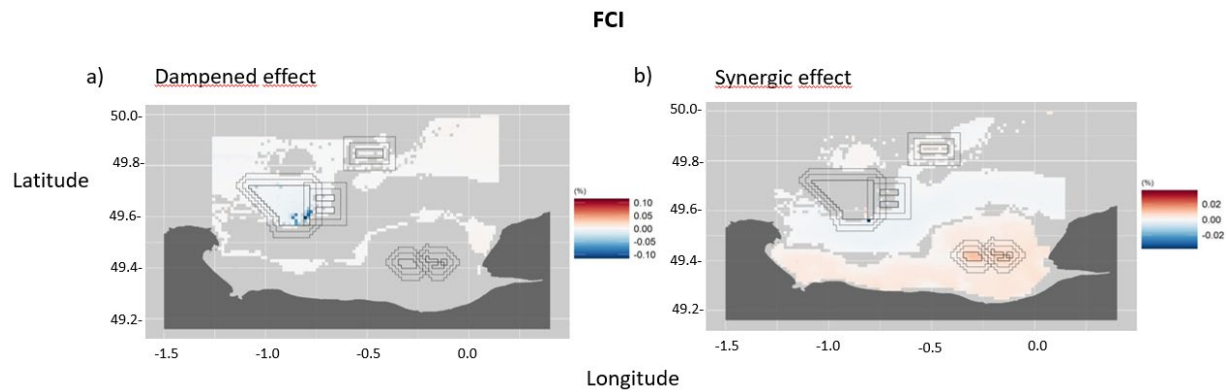 FCI
a) Dampened effect
b) Synergic effect
Latitude
50.0-
49.8-
49.6-
49.4-
49.2-
-1.5 -1.0 -0.5 0.0
(%)
0.10
0.05
0.00
-0.05
-0.10
50.0-
49.8-
49.6-
49.4-
49.2-
-1.5 -1.0 -0.5 0.0
(%)
0.02
0.00
-0.02
Longitude